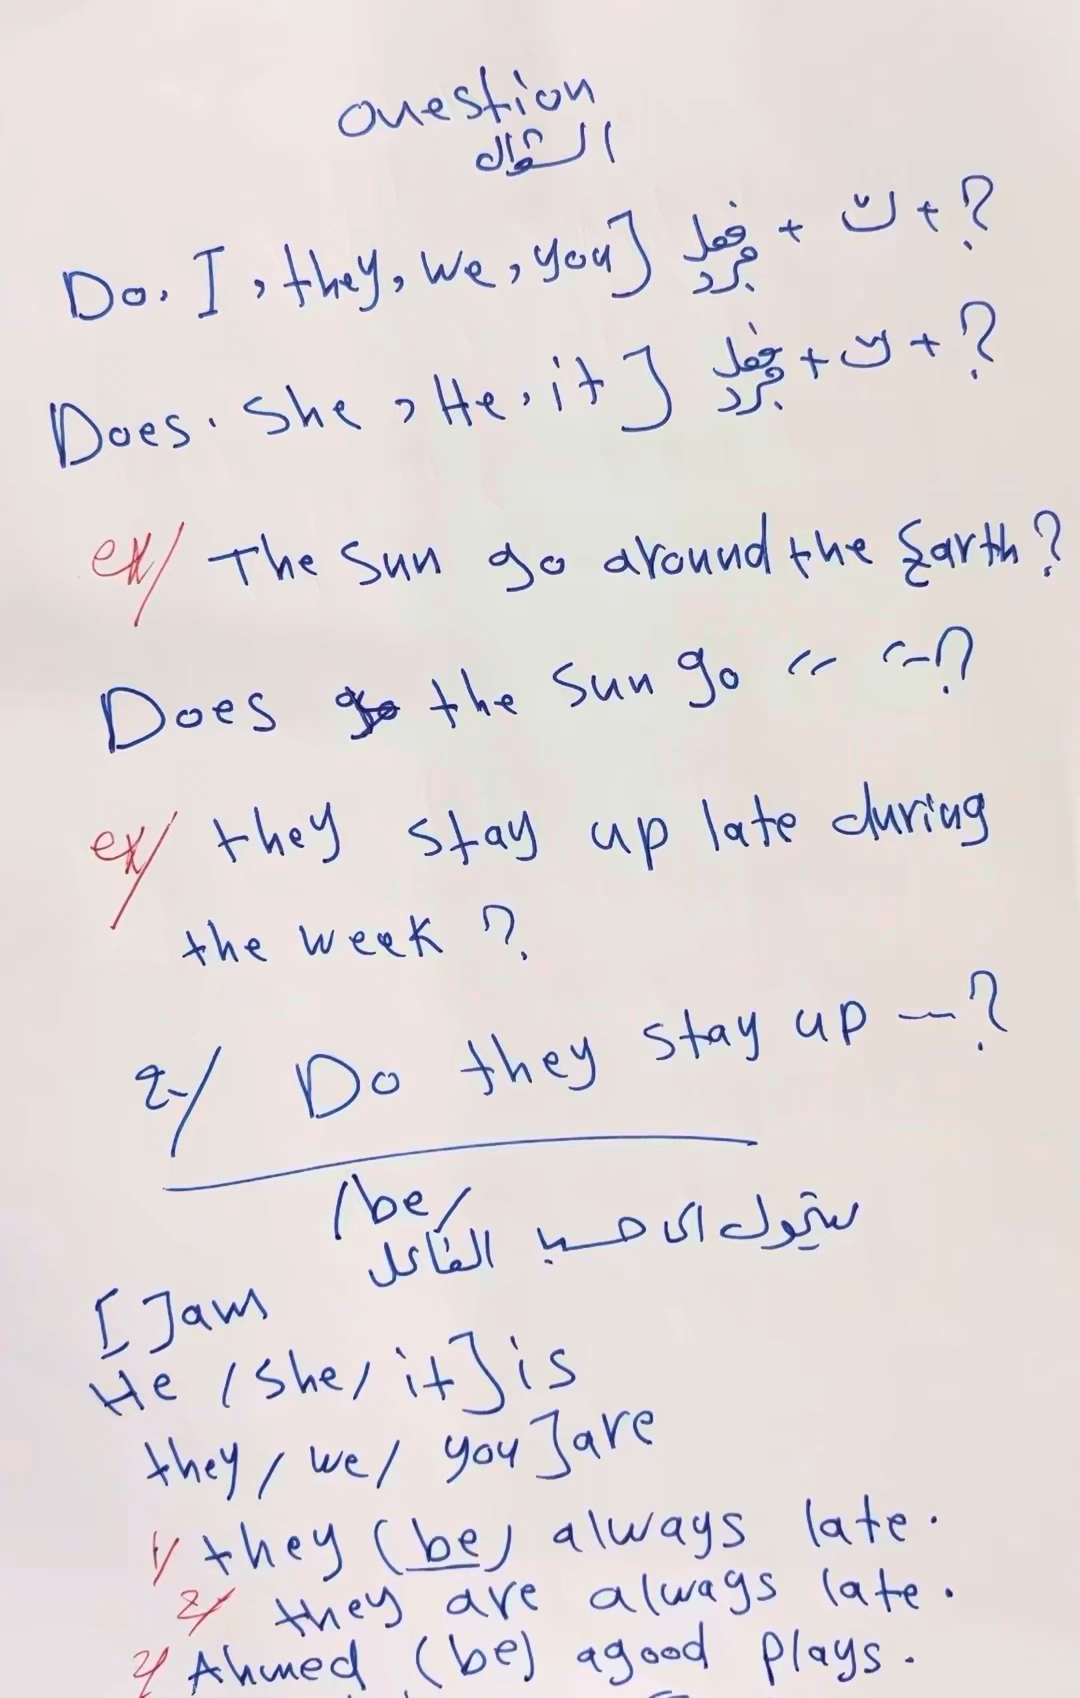 Question
السؤال
Do. I, they, we, you] فعل مجرد + ت + ?
Does. She, He, it] فعل مجرد + ت + ?
ex/ The Sun go around the Earth?
Does the Sun go " "-?
ex/ they stay up late during
the week?
2/ Do they stay up —?
/be/
ستحول الى حسب الفاعل
I] am
He / She / it] is
they / we / you] are
1/ they (be) always late.
2/ they are always late.
2/ Ahmed (be) a good plays.